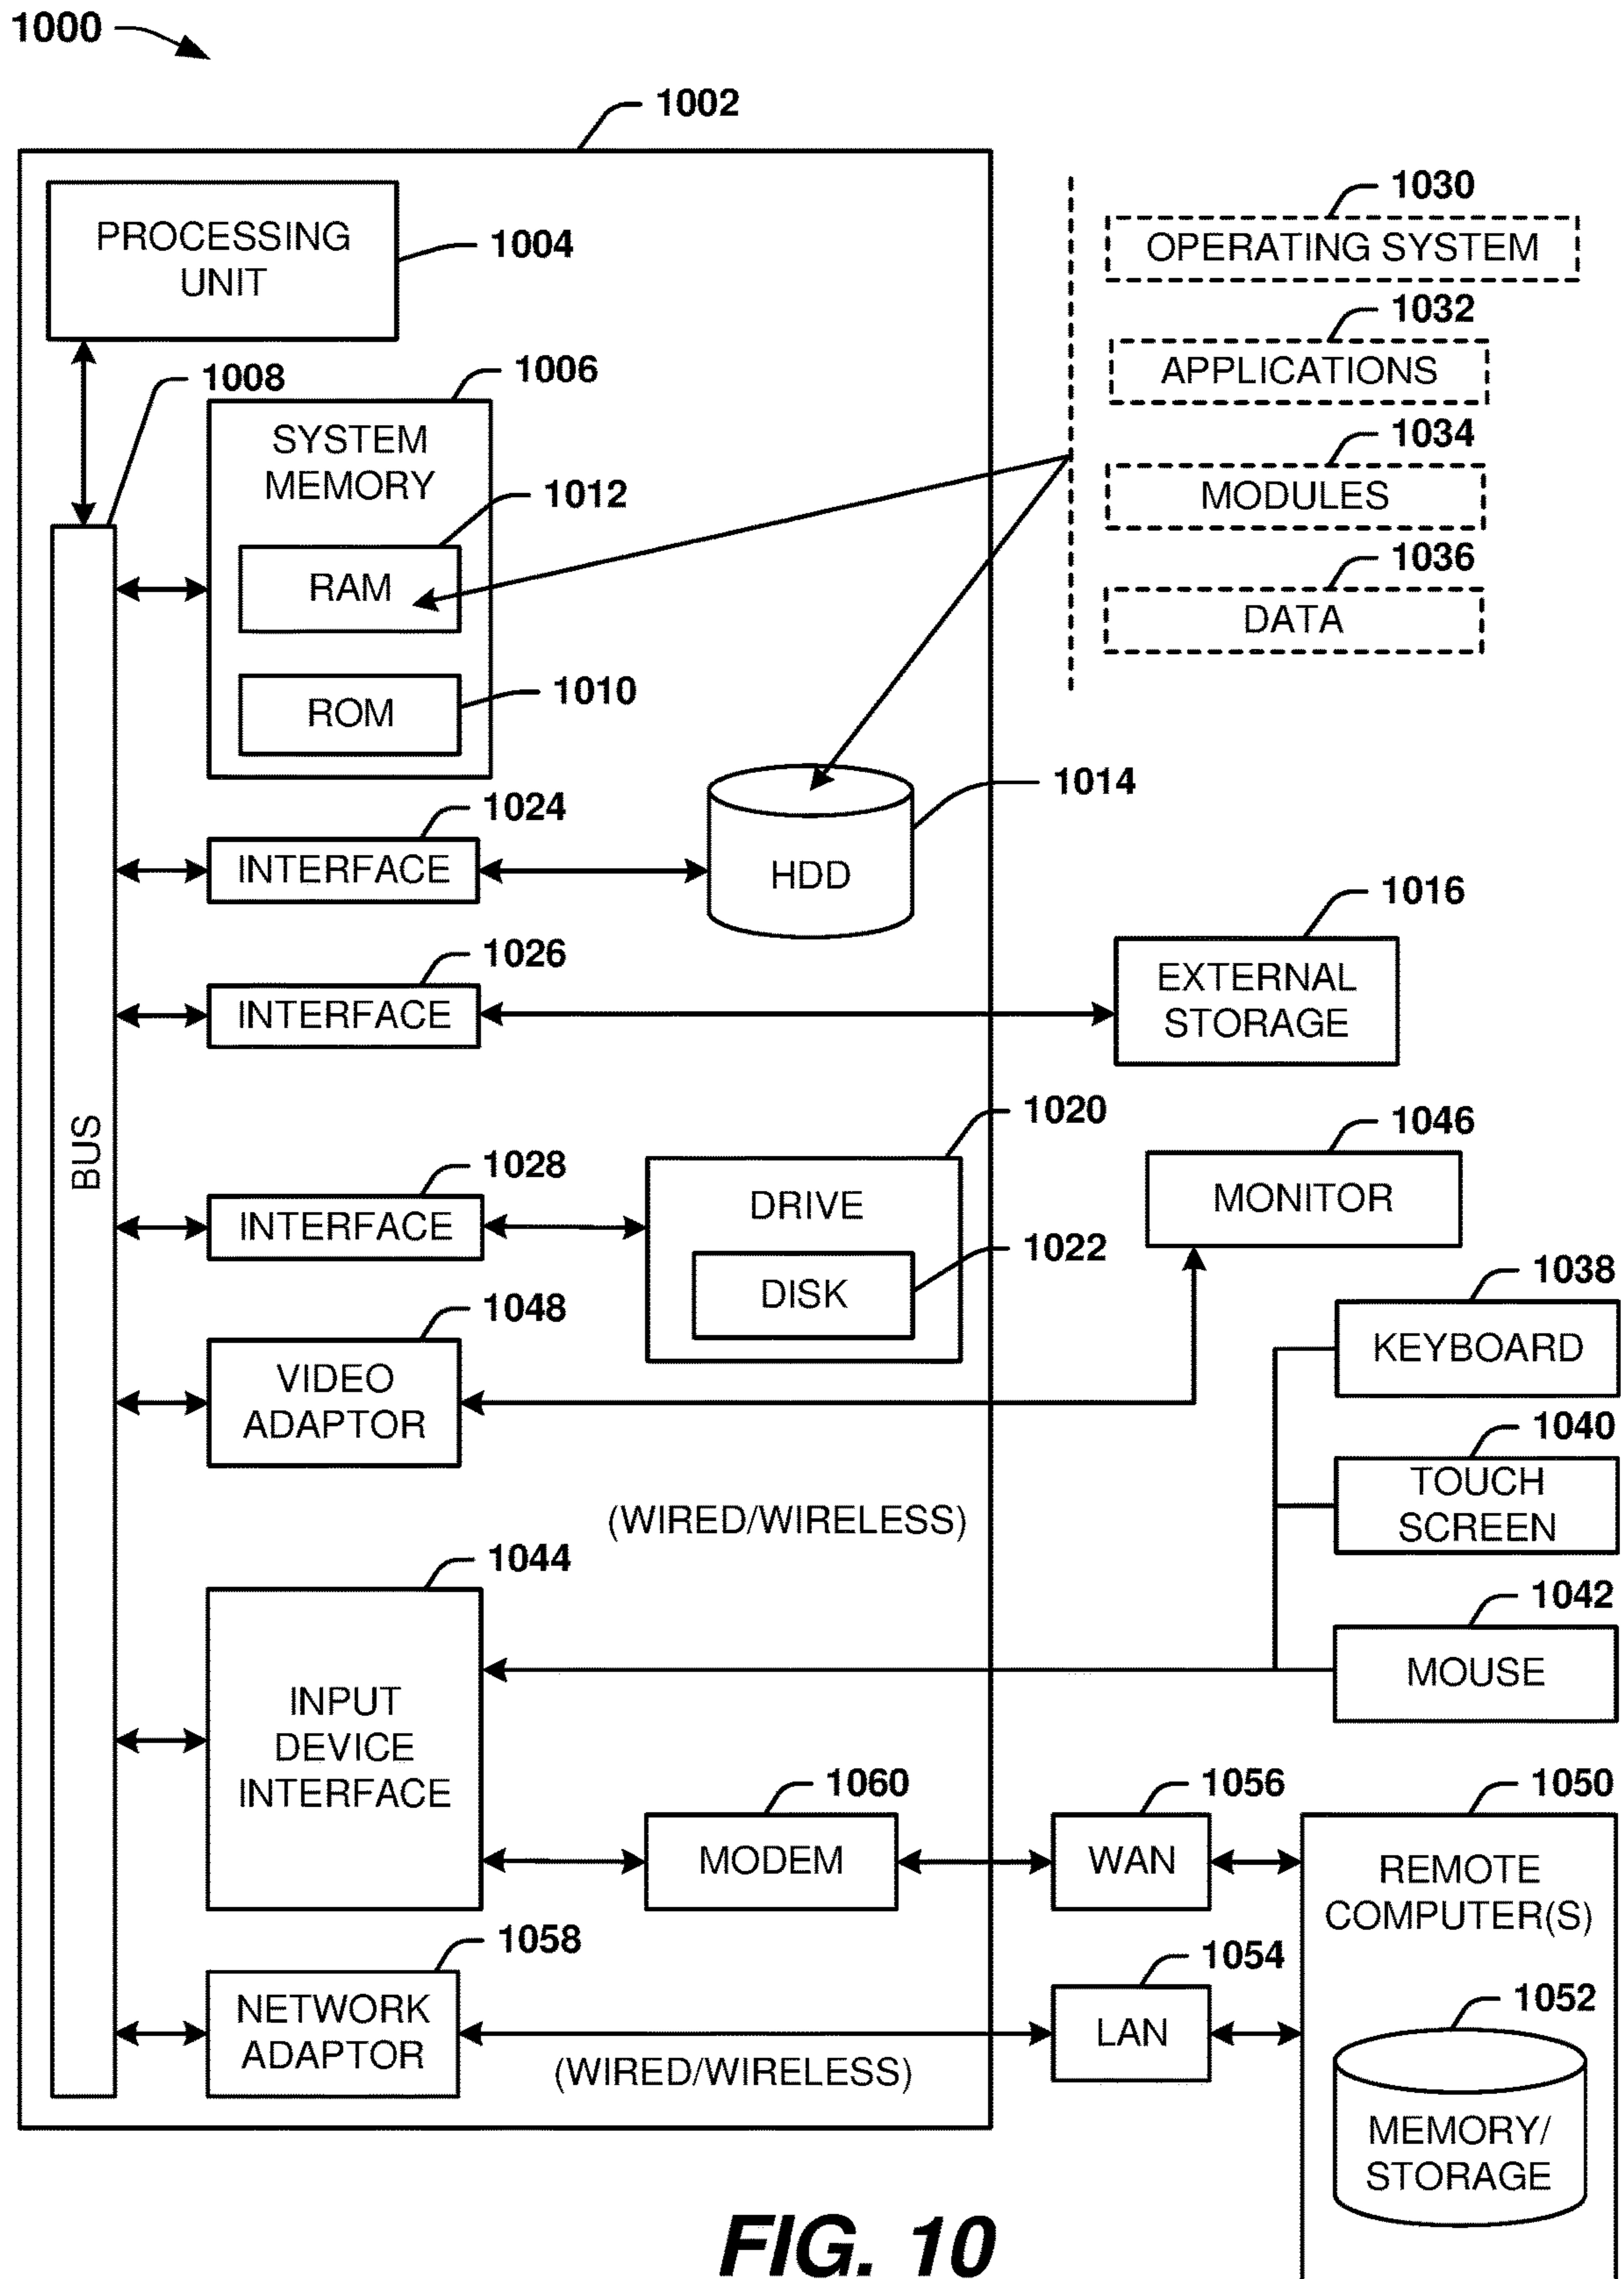 1000
1002
PROCESSING
UNIT
1004
1030
OPERATING SYSTEM
1032
APPLICATIONS
1034
MODULES
1036
DATA
1008
1006
SYSTEM
MEMORY
1012
RAM
1010
ROM
1014
HDD
1024
INTERFACE
1016
EXTERNAL
STORAGE
1026
INTERFACE
BUS
1020
DRIVE
1022
DISK
1028
INTERFACE
1046
MONITOR
1048
VIDEO
ADAPTOR
1038
KEYBOARD
1040
TOUCH
SCREEN
(WIRED/WIRELESS)
1042
MOUSE
1044
INPUT
DEVICE
INTERFACE
1060
MODEM
1056
WAN
1050
REMOTE
COMPUTER(S)
1058
NETWORK
ADAPTOR
(WIRED/WIRELESS)
1054
LAN
1052
MEMORY/
STORAGE
FIG. 10